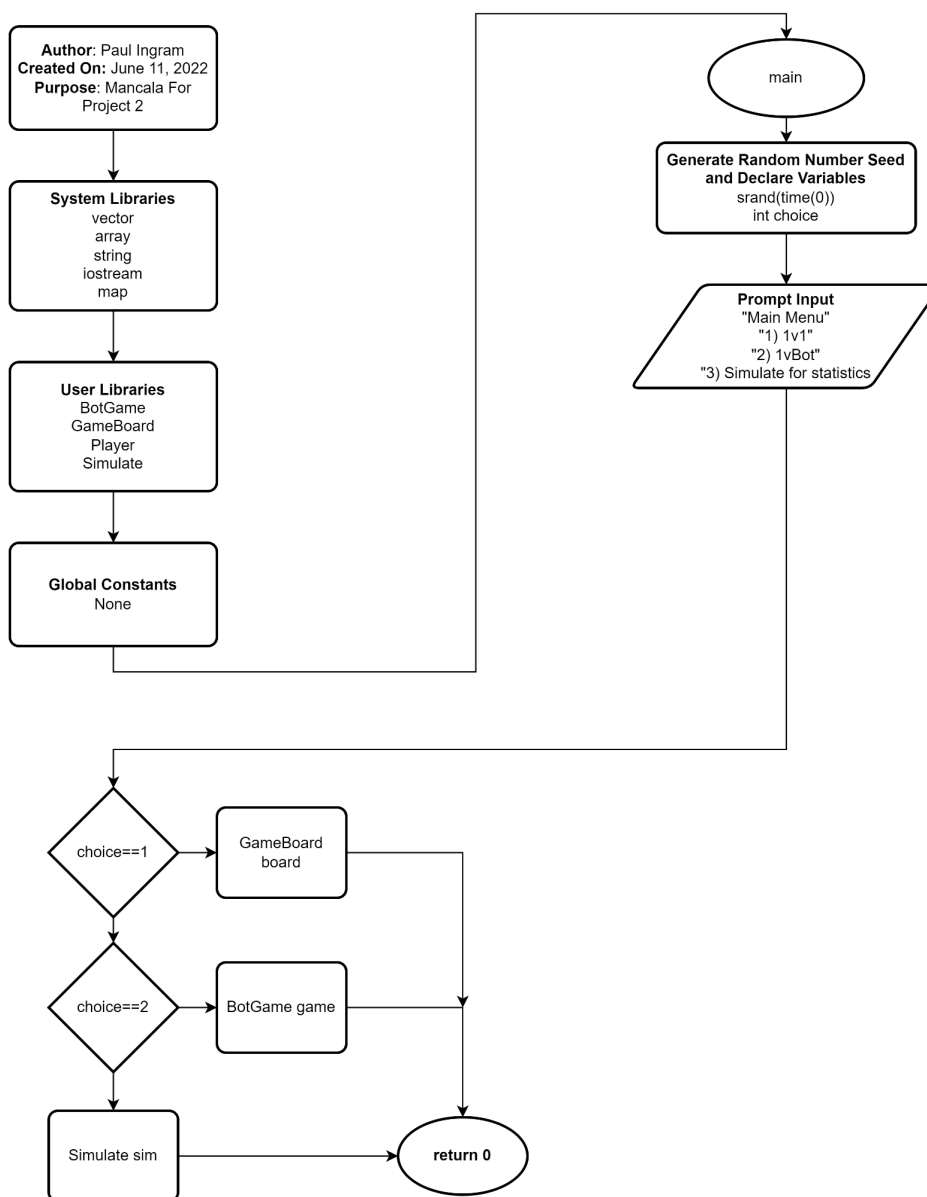 Author: Paul Ingram
Created On: June 11, 2022
Purpose: Mancala For
Project 2
System Libraries
vector
array
string
iostream
map
User Libraries
BotGame
GameBoard
Player
Simulate
Global Constants
None
main
Generate Random Number Seed
and Declare Variables
srand(time(0))
int choice
Prompt Input
"Main Menu"
"1) 1v1"
"2) 1vBot"
"3) Simulate for statistics
choice==1
GameBoard
board
choice==2
BotGame game
Simulate sim
return 0